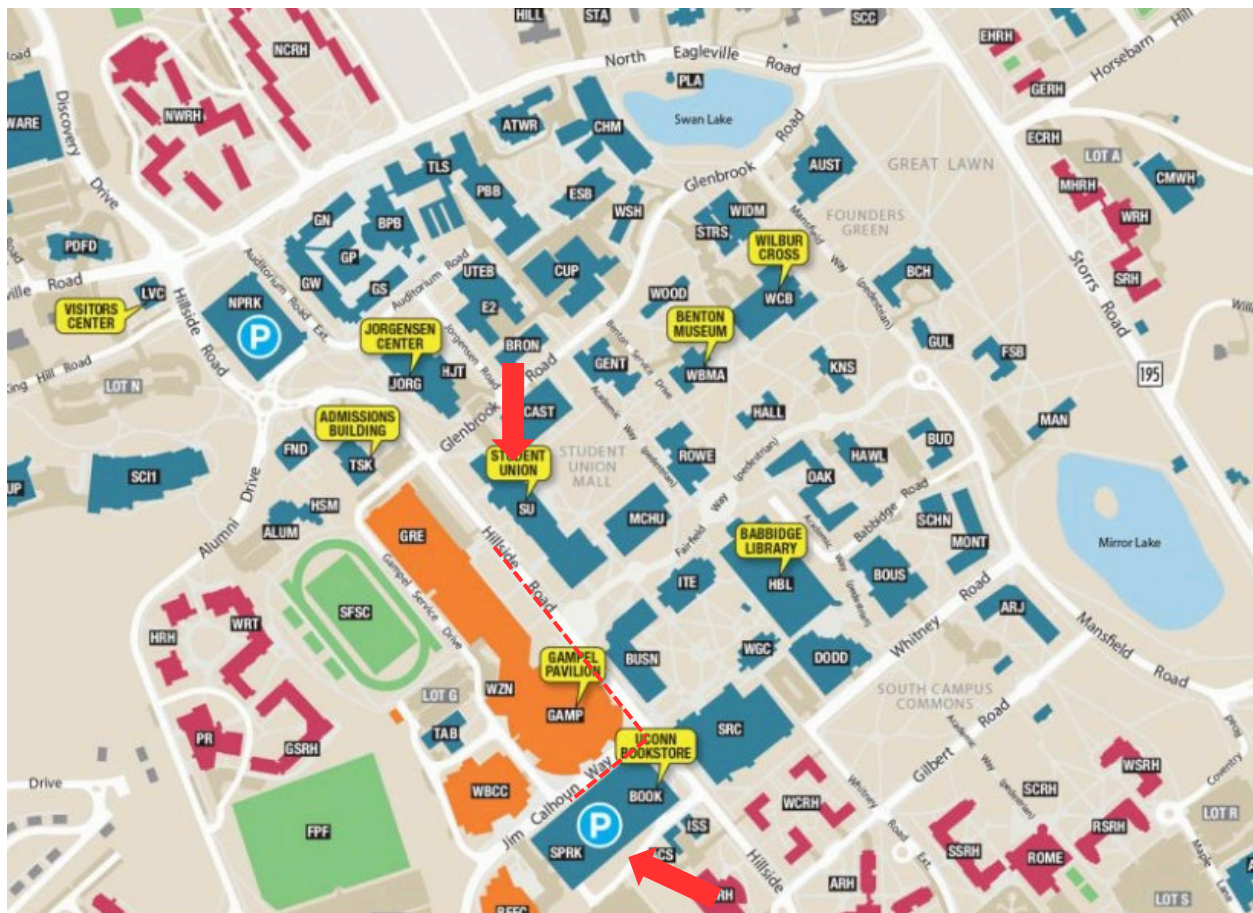 HILL
STA
SCC
NCRH
North Eagleville Road
EHRH
Horsebarn Hill
Road
PLA
GERH
WARE
Discovery Drive
NWRH
ATWR
CHM
Swan Lake
AUST
ECRH
LOT A
TLS
Glenbrook Road
GREAT LAWN
CMWH
PBB
ESB
MHRH
GN
BPB
WSH
WIDM
FOUNDERS
GREEN
WRH
STRS
Mansfield Way (pedestrian)
PDFD
GP
WILBUR
CROSS
SRH
Storrs Road
ville Road
Auditorium Road Ext.
GW
GS
Auditorium Road
UTEB
CUP
BCH
LVC
NPRK
E2
WOOD
WCB
VISITORS
CENTER
Hillside Road
P
JORGENSEN
CENTER
Jorgensen Road
BRON
BENTON
MUSEUM
GUL
FSB
King Hill Road
LOT N
JORG
HJT
GENT
Benton Service Drive
WBMA
KNS
195
Glenbrook Road
CAST
Academic Way (pedestrian)
HALL
MAN
ADMISSIONS
BUILDING
FND
TSK
STUDENT
UNION
STUDENT
UNION
MALL
ROWE
BUD
HAWL
UP
SCI1
OAK
Alumni Drive
HSM
ALUM
SU
MCHU
Fairfield Way (pedestrian)
Babbidge Road
SCHN
GRE
Hillside Road
BABBIDGE
LIBRARY
Academic Way (pedestrian)
MONT
Mirror Lake
Gampel Service Drive
ITE
HBL
BOUS
SFSC
ARJ
HRH
WRT
BUSN
WGC
DODD
Whitney Road
Mansfield Road
GAMPEL
PAVILION
WZN
LOT G
GAMP
SOUTH CAMPUS
COMMONS
PR
GSRH
TAB
UCONN
BOOKSTORE
SRC
Gilbert Road
Academic Way (pedestrian)
Road
Coventry
WSRH
Drive
WBCC
Jim Calhoun Way
BOOK
WCRH
Whitney Road Ext.
SCRH
FPF
P
ISS
RSRH
LOT R
SPRK
SSRH
ROME
Maple Lane
Hillside
ARH
LOT S